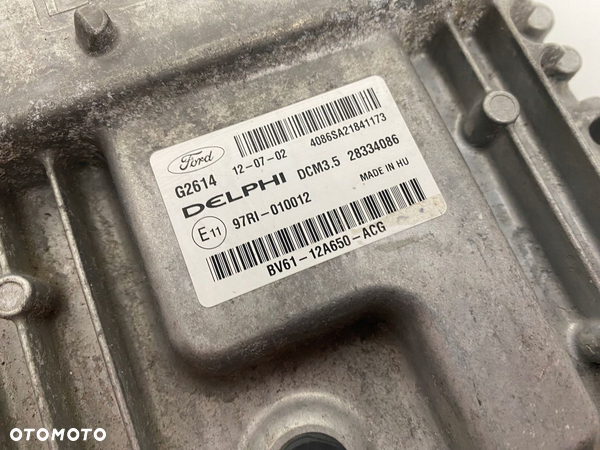 Ford
12-07-02
4086SA21841173
G2614
DELPHI
DCM3.5 28334086
E11
97RI-010012
MADE IN HU
BV61-12A650-ACG
OTOMOTO